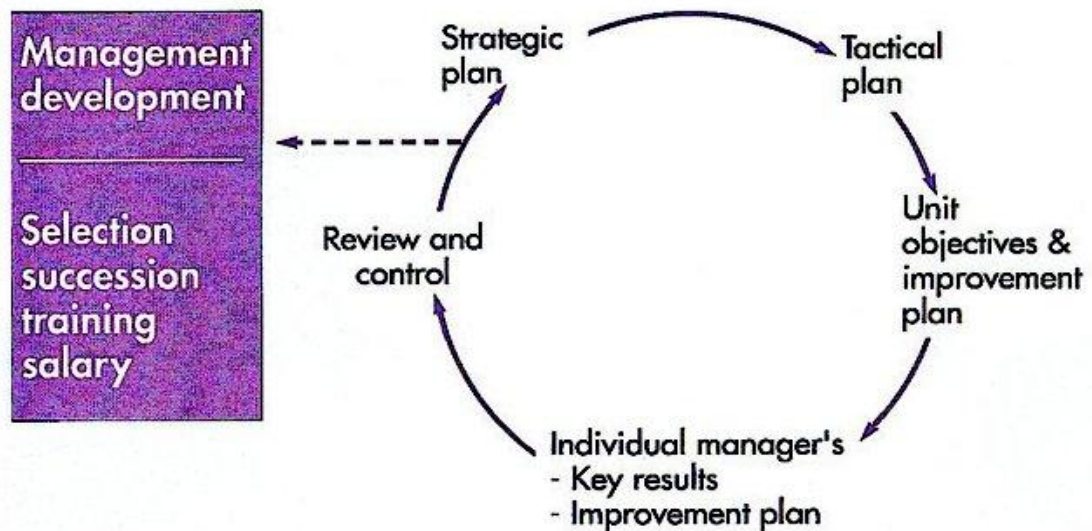 Management
development
Selection
succession
training
salary
Strategic
plan
Tactical
plan
Unit
objectives &
improvement
plan
Individual manager's
- Key results
- Improvement plan
Review and
control